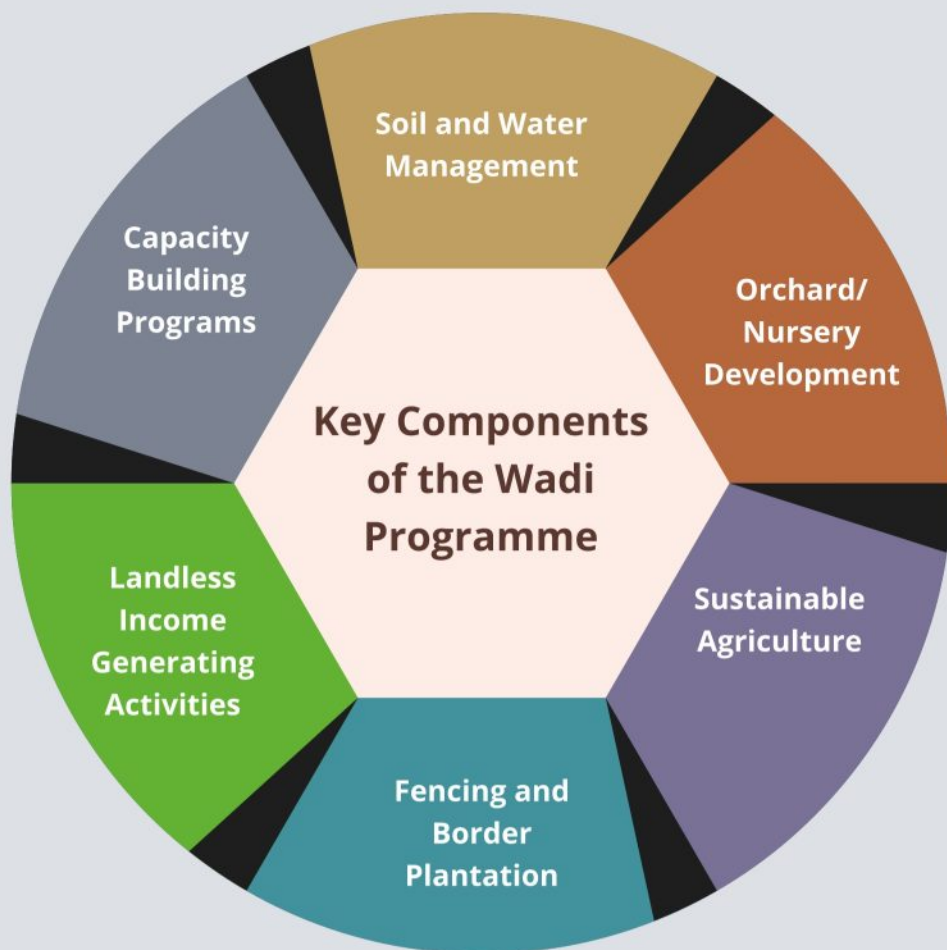 Key Components
of the Wadi
Programme
Soil and Water
Management
Orchard/
Nursery
Development
Sustainable
Agriculture
Fencing and
Border
Plantation
Landless
Income
Generating
Activities
Capacity
Building
Programs